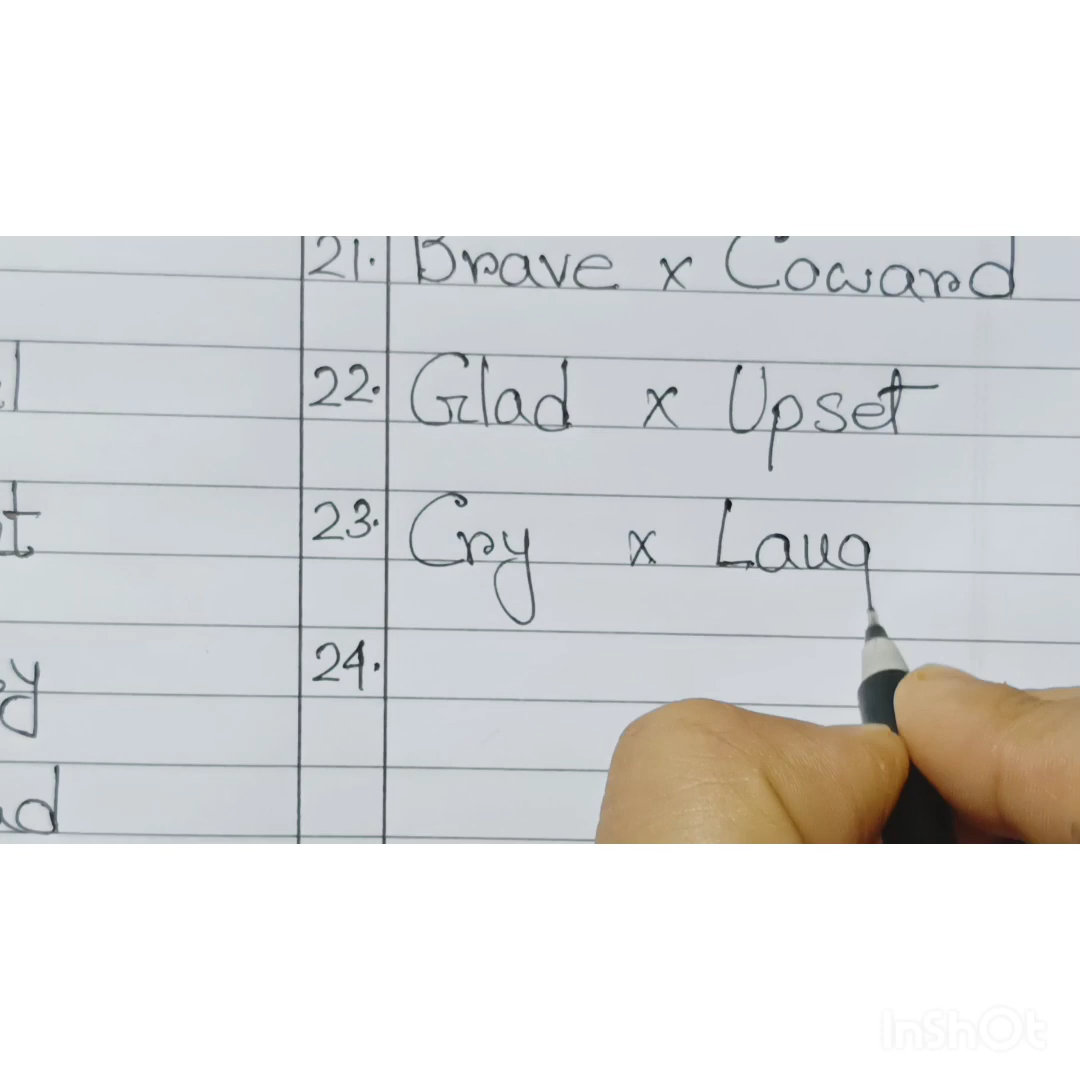 21. Brave x Coward
22. Glad x Upset
23. Cry x Laug
24.
InShOt